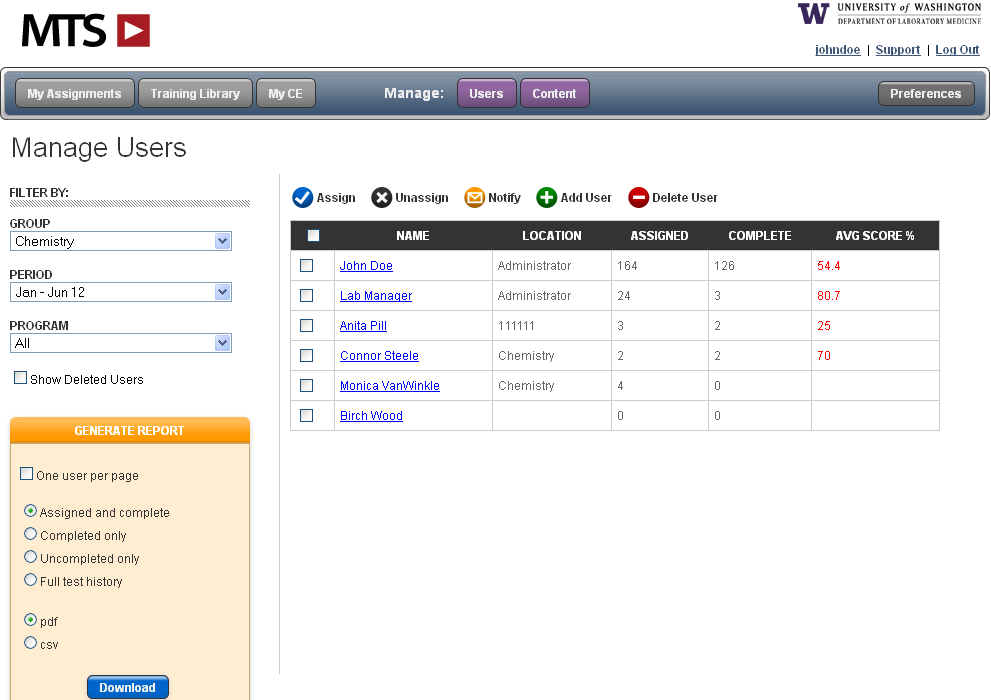 MTS
W UNIVERSITY of WASHINGTON
DEPARTMENT OF LABORATORY MEDICINE
johndoe | Support | Log Out
My Assignments Training Library My CE Manage: Users Content Preferences
Manage Users
FILTER BY:
GROUP
Chemistry
PERIOD
Jan - Jun 12
PROGRAM
All
Show Deleted Users
GENERATE REPORT
One user per page
Assigned and complete
Completed only
Uncompleted only
Full test history
pdf
csv
Download
Assign Unassign Notify Add User Delete User
NAME LOCATION ASSIGNED COMPLETE AVG SCORE %
John Doe Administrator 164 126 54.4
Lab Manager Administrator 24 3 80.7
Anita Pill 111111 3 2 25
Connor Steele Chemistry 2 2 70
Monica VanWinkle Chemistry 4 0
Birch Wood 0 0